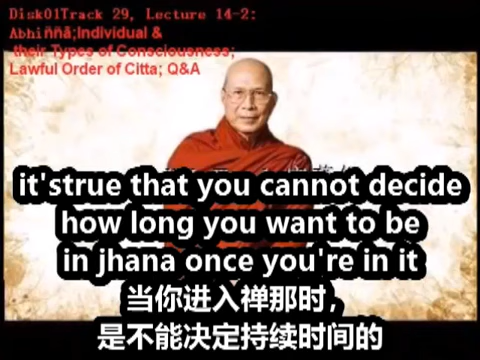 Disk01Track 29, Lecture 14-2:
Abhiññā;Individual &
their Types of Consciousness;
Lawful Order of Citta; Q&A
it'strue that you cannot decide
how long you want to be
in jhana once you're in it
当你进入禅那时，
是不能决定持续时间的